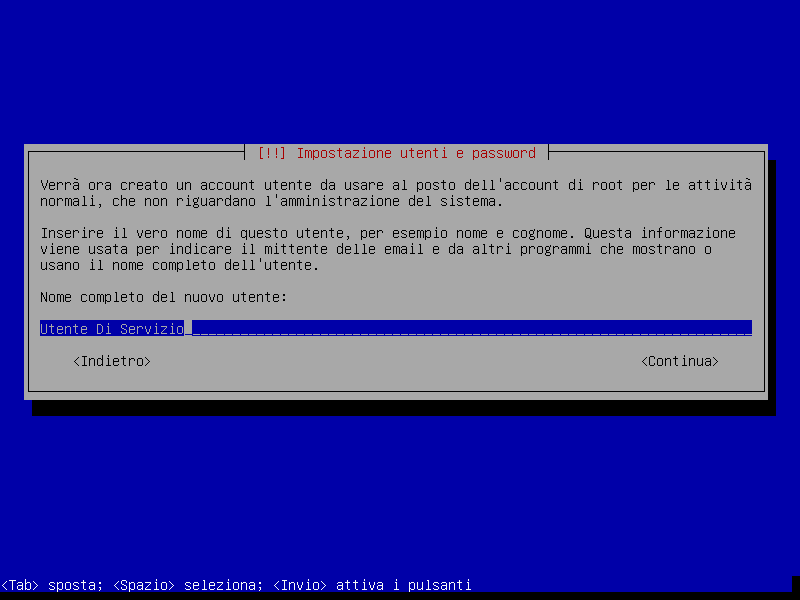 [!!] Impostazione utenti e password
Verrà ora creato un account utente da usare al posto dell'account di root per le attività
normali, che non riguardano l'amministrazione del sistema.
Inserire il vero nome di questo utente, per esempio nome e cognome. Questa informazione
viene usata per indicare il mittente delle email e da altri programmi che mostrano o
usano il nome completo dell'utente.
Nome completo del nuovo utente:
Utente Di Servizio
<Indietro> <Continua>
<Tab> sposta; <Spazio> seleziona; <Invio> attiva i pulsanti